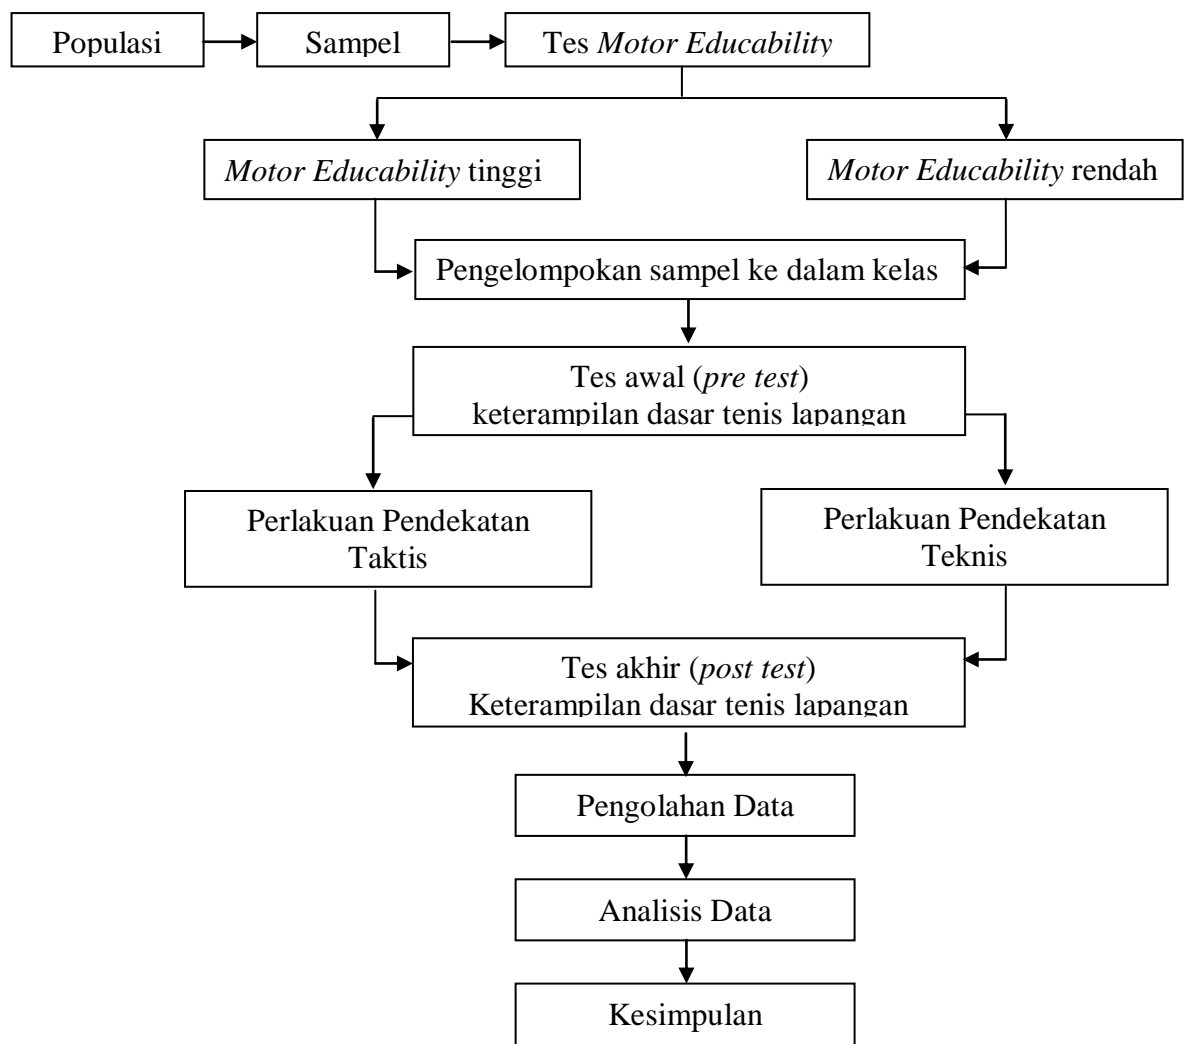 Populasi
Sampel
Tes Motor Educability
Motor Educability tinggi
Motor Educability rendah
Pengelompokan sampel ke dalam kelas
Tes awal (pre test)
keterampilan dasar tenis lapangan
Perlakuan Pendekatan
Taktis
Perlakuan Pendekatan
Teknis
Tes akhir (post test)
Keterampilan dasar tenis lapangan
Pengolahan Data
Analisis Data
Kesimpulan